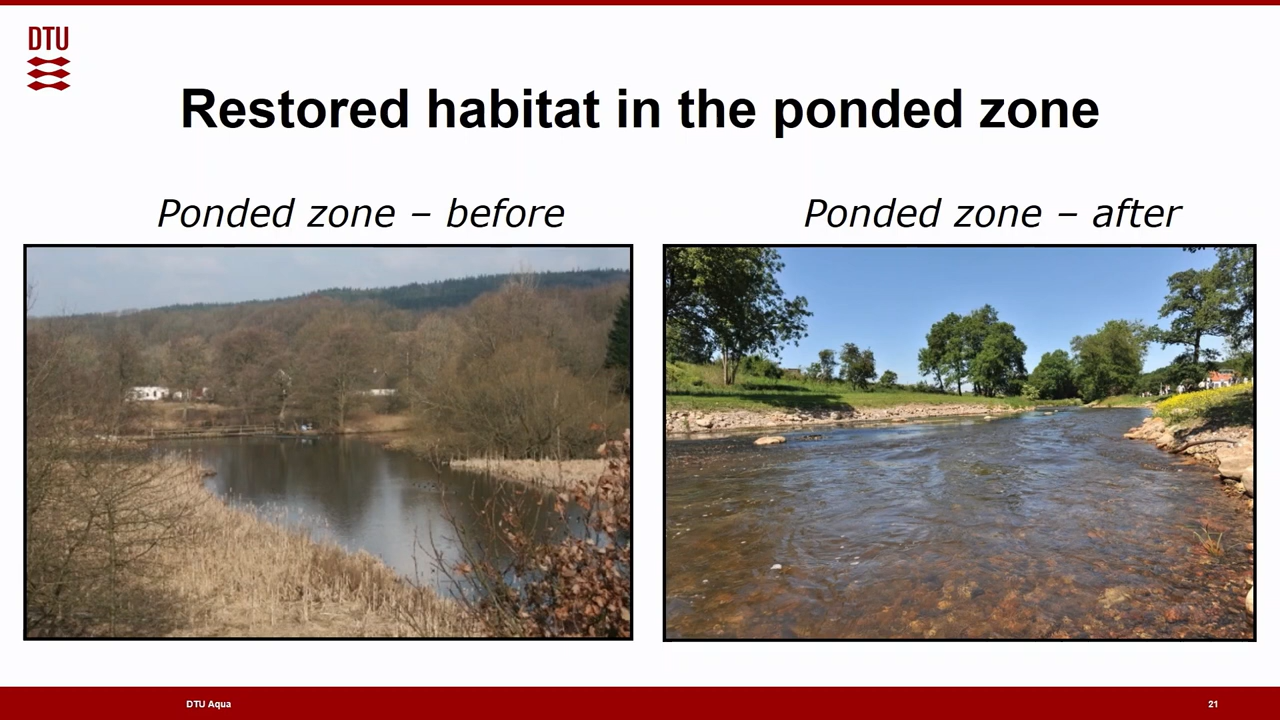 DTU
Restored habitat in the ponded zone
Ponded zone – before
Ponded zone – after
DTU Aqua
21